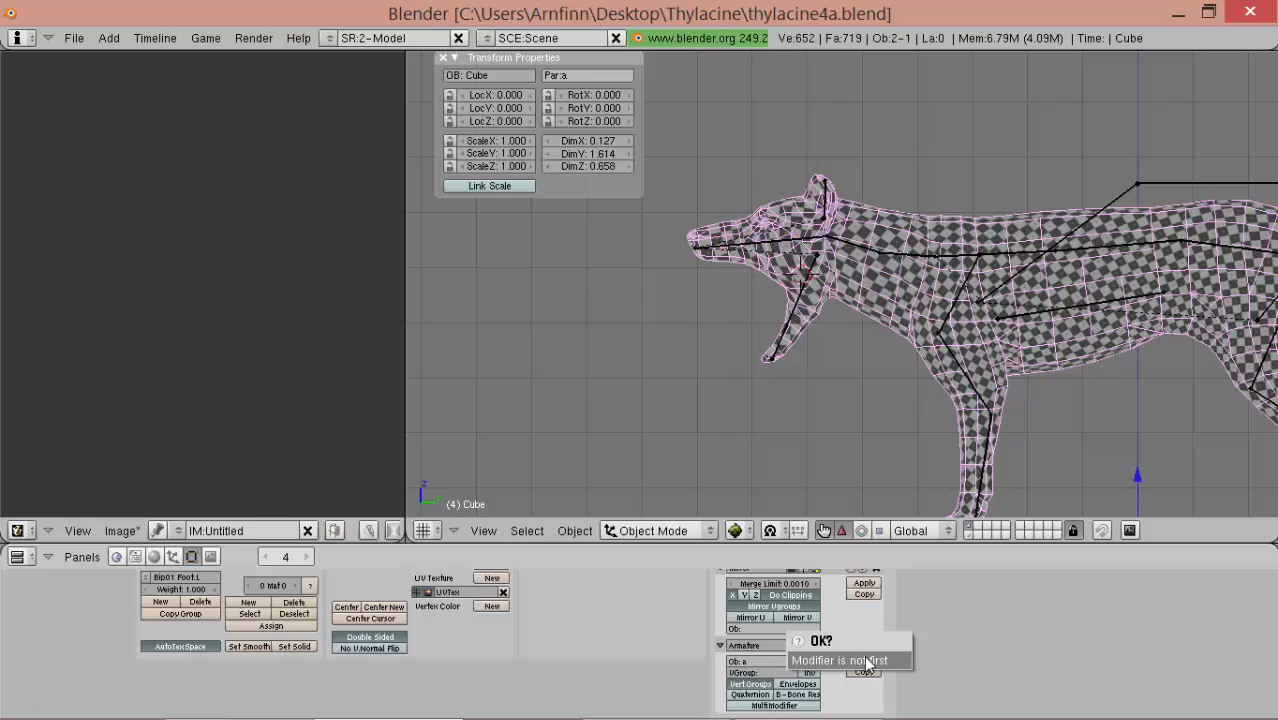 Blender [C:\Users\Arnfinn\Desktop\Thylacine\thylacine4a.blend]
File Add Timeline Game Render Help SR:2-Model SCE:Scene www.blender.org 249.2 Ve:652 | Fa:719 | Ob:2-1 | La:0 | Mem:6.79M (4.09M) | Time: | Cube
Transform Properties
OB: Cube Par:a
LocX: 0.000 RotX: 0.000
LocY: 0.000 RotY: 0.000
LocZ: 0.000 RotZ: 0.000
ScaleX: 1.000 DimX: 0.127
ScaleY: 1.000 DimY: 1.614
ScaleZ: 1.000 DimZ: 0.658
Link Scale
z
(4) Cube
View Image* IM:Untitled View Select Object Object Mode Global
Panels 4
Bip01 Foot.L 0 Mat 0 ? UV Texture New Merge Limit: 0.0010 Apply
Weight: 1.000 UVTex X Y Z Do Clipping Copy
New Delete New Delete Center Center New Vertex Color New Mirror Vgroups
Copy Group Select Deselect Center Cursor Mirror U Mirror V
Assign Ob:
AutoTexSpace Set Smooth Set Solid Double Sided Armature OK?
No V.Normal Flip Ob: a Modifier is not first
VGroup: Inv Copy
Vert.Groups Envelopes
Quaternion B-Bone Res
MultiModifier